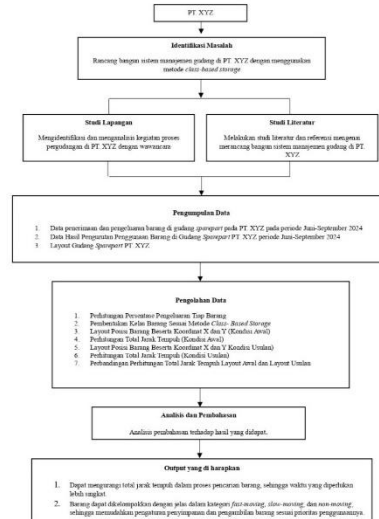 PT. XYZ
Identifikasi Masalah
Rancang bangun sistem manajemen gudang di PT. XYZ dengan menggunakan
metode class-based storage
Studi Lapangan
Mengidentifikasi dan menganalisis kegiatan proses
pergudangan di PT. XYZ dengan wawancara
Studi Literatur
Melakukan studi literatur dan referensi mengenai
merancang bangun sistem manajemen gudang di PT.
XYZ
Pengumpulan Data
1. Data penerimaan dan pengeluaran barang di gudang sparepart pada PT. XYZ pada periode Juni-September 2024
2. Data Hasil Pengurutan Penggunaan Barang di Gudang Sparepart PT. XYZ periode Juni-September 2024
3. Layout Gudang Sparepart PT. XYZ
Pengolahan Data
1. Perhitungan Persentase Pengeluaran Tiap Barang
2. Pembentukan Kelas Barang Sesuai Metode Class- Based Storage
3. Layout Posisi Barang Beserta Koordinat X dan Y (Kondisi Awal)
4. Perhitungan Total Jarak Tempuh (Kondisi Awal)
5. Layout Posisi Barang Beserta Koordinat X dan Y Kondisi Usulan)
6. Perhitungan Total Jarak Tempuh (Kondisi Usulan)
7. Perbandingan Perhitungan Total Jarak Tempuh Layout Awal dan Layout Usulan
Analisis dan Pembahasan
Analisis pembahasan terhadap hasil yang didapat.
Output yang di harapkan
1. Dapat mengurangi total jarak tempuh dalam proses pencarian barang, sehingga waktu yang diperlukan
lebih singkat.
2. Barang dapat dikelompokkan dengan jelas dalam kategori fast-moving, slow-moving, dan non-moving,
sehingga memudahkan pengaturan penyimpanan dan pengambilan barang sesuai prioritas penggunaannya.